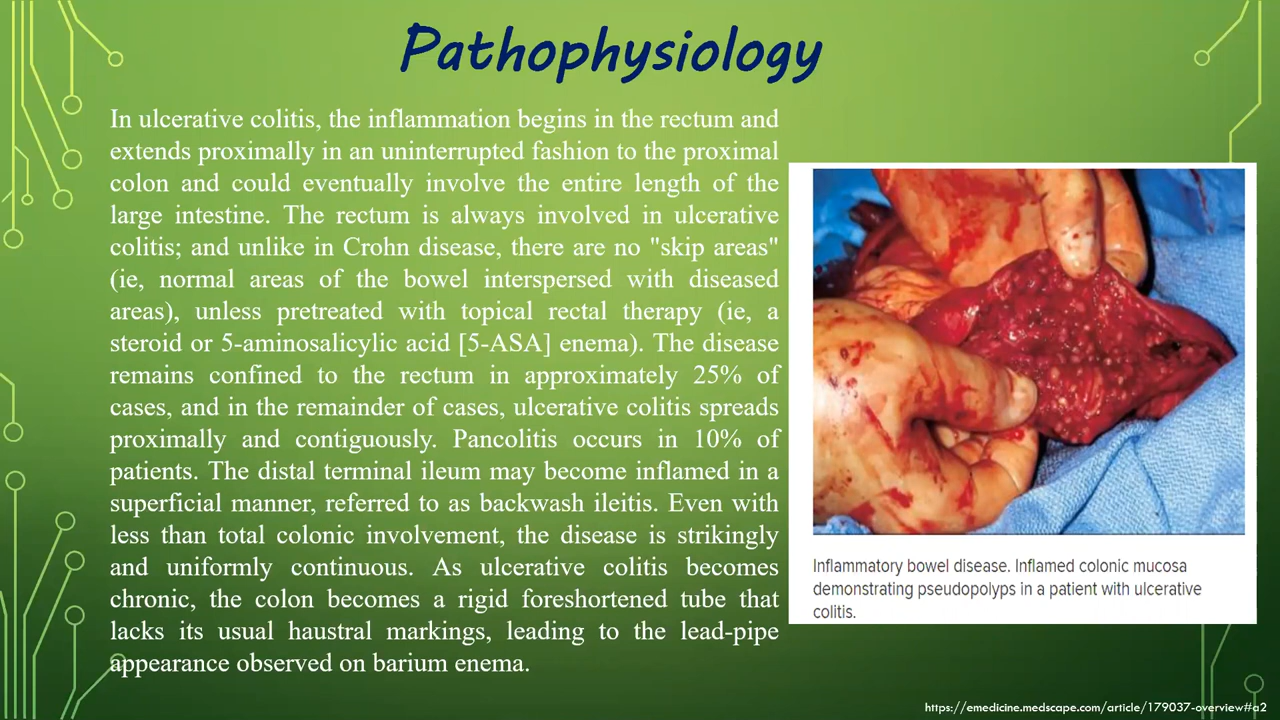 Pathophysiology
In ulcerative colitis, the inflammation begins in the rectum and
extends proximally in an uninterrupted fashion to the proximal
colon and could eventually involve the entire length of the
large intestine. The rectum is always involved in ulcerative
colitis; and unlike in Crohn disease, there are no "skip areas"
(ie, normal areas of the bowel interspersed with diseased
areas), unless pretreated with topical rectal therapy (ie, a
steroid or 5-aminosalicylic acid [5-ASA] enema). The disease
remains confined to the rectum in approximately 25% of
cases, and in the remainder of cases, ulcerative colitis spreads
proximally and contiguously. Pancolitis occurs in 10% of
patients. The distal terminal ileum may become inflamed in a
superficial manner, referred to as backwash ileitis. Even with
less than total colonic involvement, the disease is strikingly
and uniformly continuous. As ulcerative colitis becomes
chronic, the colon becomes a rigid foreshortened tube that
lacks its usual haustral markings, leading to the lead-pipe
appearance observed on barium enema.
Inflammatory bowel disease. Inflamed colonic mucosa
demonstrating pseudopolyps in a patient with ulcerative
colitis.
https://emedicine.medscape.com/article/179037-overview#a2